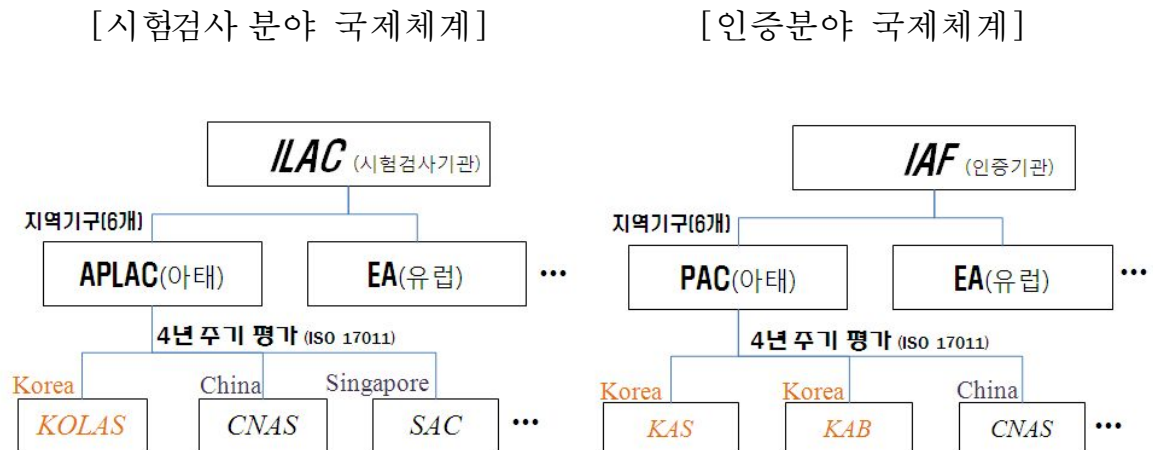 [시험검사 분야 국제체계]
ILAC (시험검사기관)
지역기구(6개)
APLAC(아태)
EA(유럽)
•••
4년 주기 평가 (ISO 17011)
Korea
China
Singapore
KOLAS
CNAS
SAC
•••
[인증분야 국제체계]
IAF (인증기관)
지역기구(6개)
PAC(아태)
EA(유럽)
•••
4년 주기 평가 (ISO 17011)
Korea
Korea
China
KAS
KAB
CNAS
•••